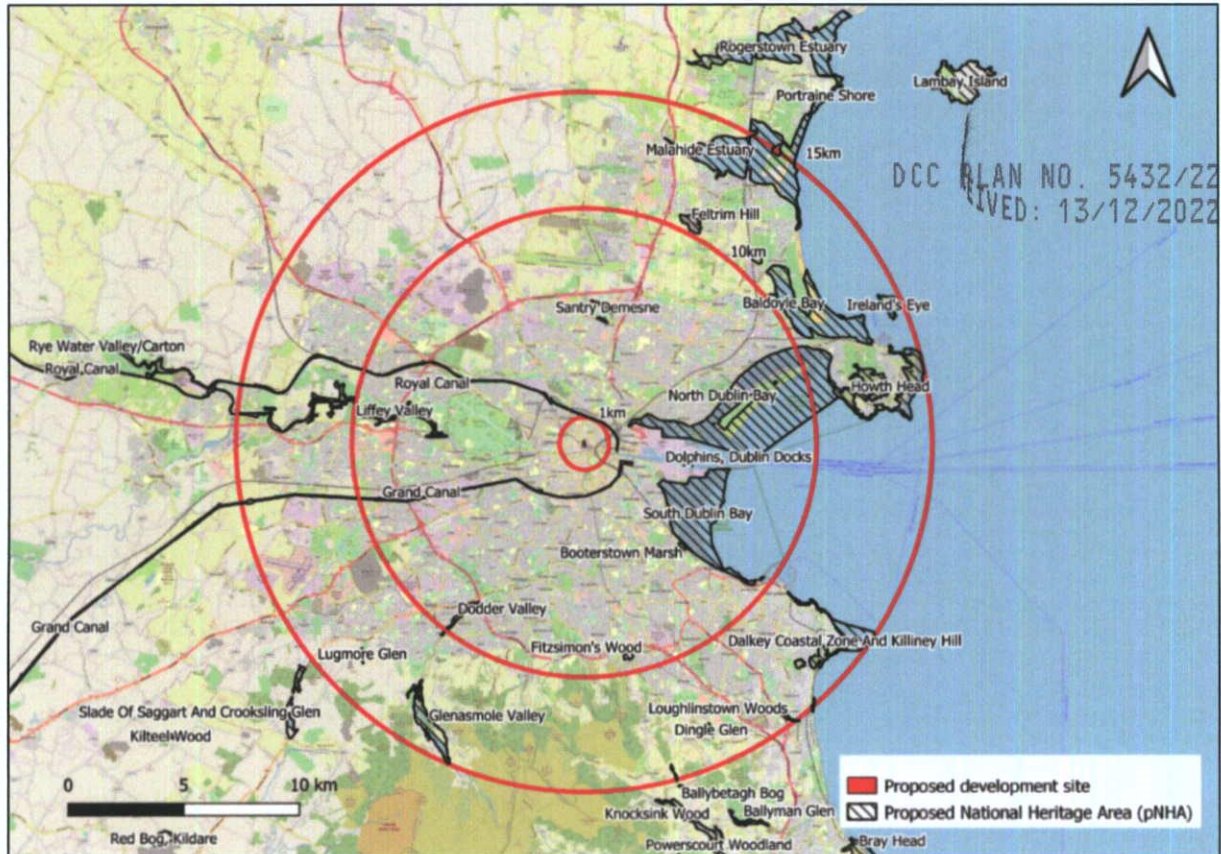 Rogerstown Estuary
Lambay Island
Portraine Shore
Malahide Estuary
15km
DCC PLAN NO. 5432/22
IVED: 13/12/2022
Feltrim Hill
10km
Baldoyle Bay
Ireland's Eye
Santry Demesne
Rye Water Valley/Carton
Royal Canal
Royal Canal
Liffey Valley
North Dublin Bay
Howth Head
1km
Dolphins, Dublin Docks
Grand Canal
South Dublin Bay
Booterstown Marsh
Dodder Valley
Grand Canal
Fitzsimon's Wood
Dalkey Coastal Zone And Killiney Hill
Lugmore Glen
Slade Of Saggart And Crooksling Glen
Glenasmole Valley
Loughlinstown Woods
Kilteel Wood
Dingle Glen
0 5 10 km
Proposed development site
Ballybetagh Bog
Knocksink Wood
Ballyman Glen
Proposed National Heritage Area (pNHA)
Red Bog, Kildare
Powerscourt Woodland
Bray Head